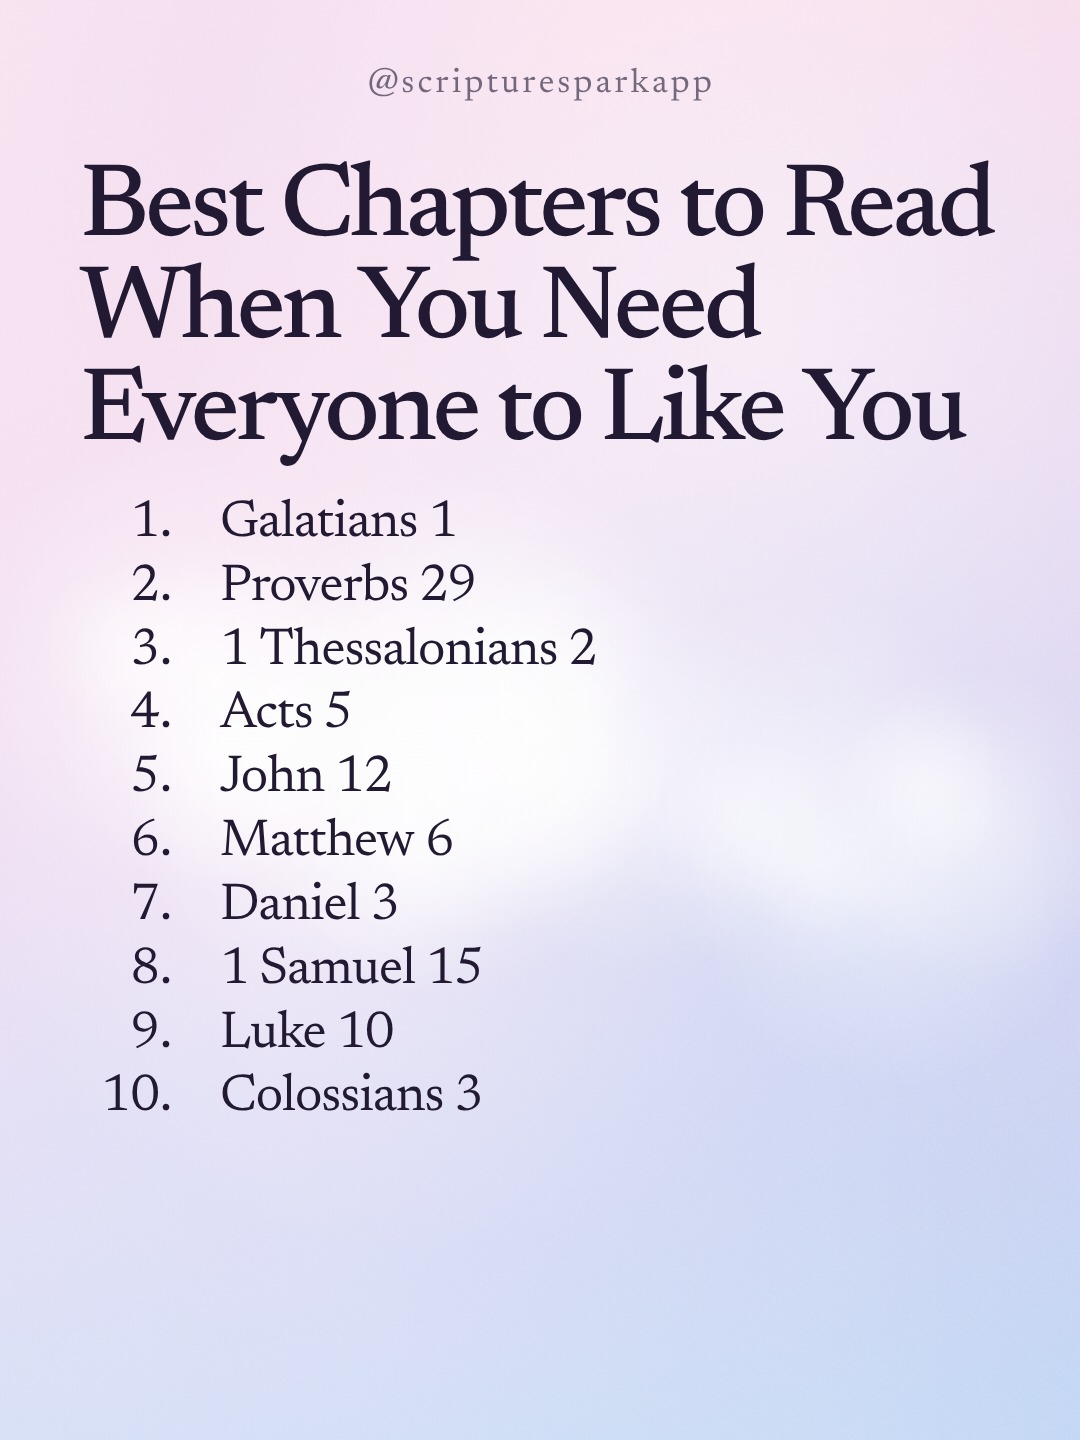 @scripturesparkapp
Best Chapters to Read
When You Need
Everyone to Like You
1. Galatians 1
2. Proverbs 29
3. 1 Thessalonians 2
4. Acts 5
5. John 12
6. Matthew 6
7. Daniel 3
8. 1 Samuel 15
9. Luke 10
10. Colossians 3